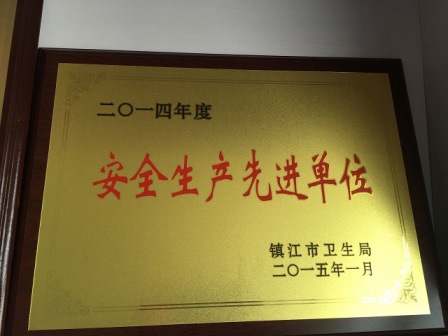 二〇一四年度
安全生产先进单位
镇江市卫生局
二〇一五年一月